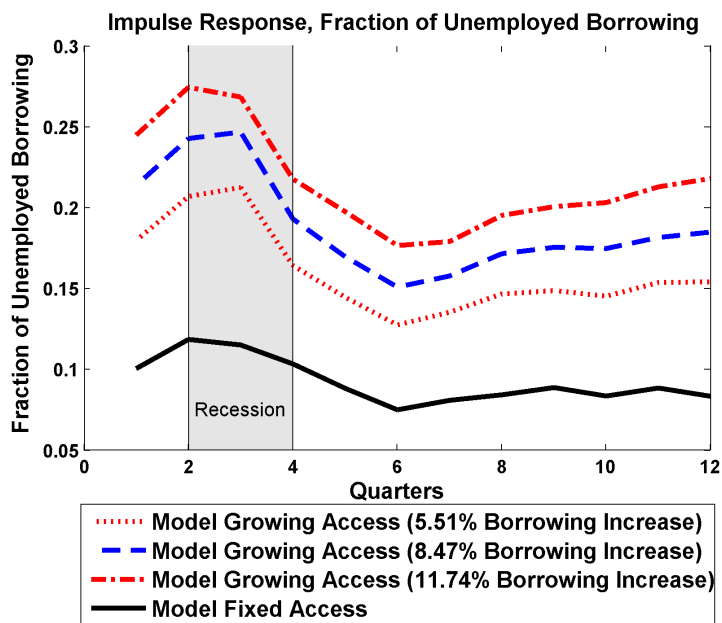 Impulse Response, Fraction of Unemployed Borrowing
Fraction of Unemployed Borrowing
0.3
0.25
0.2
0.15
0.1
0.05
Recession
0 2 4 6 8 10 12
Quarters
Model Growing Access (5.51% Borrowing Increase)
Model Growing Access (8.47% Borrowing Increase)
Model Growing Access (11.74% Borrowing Increase)
Model Fixed Access